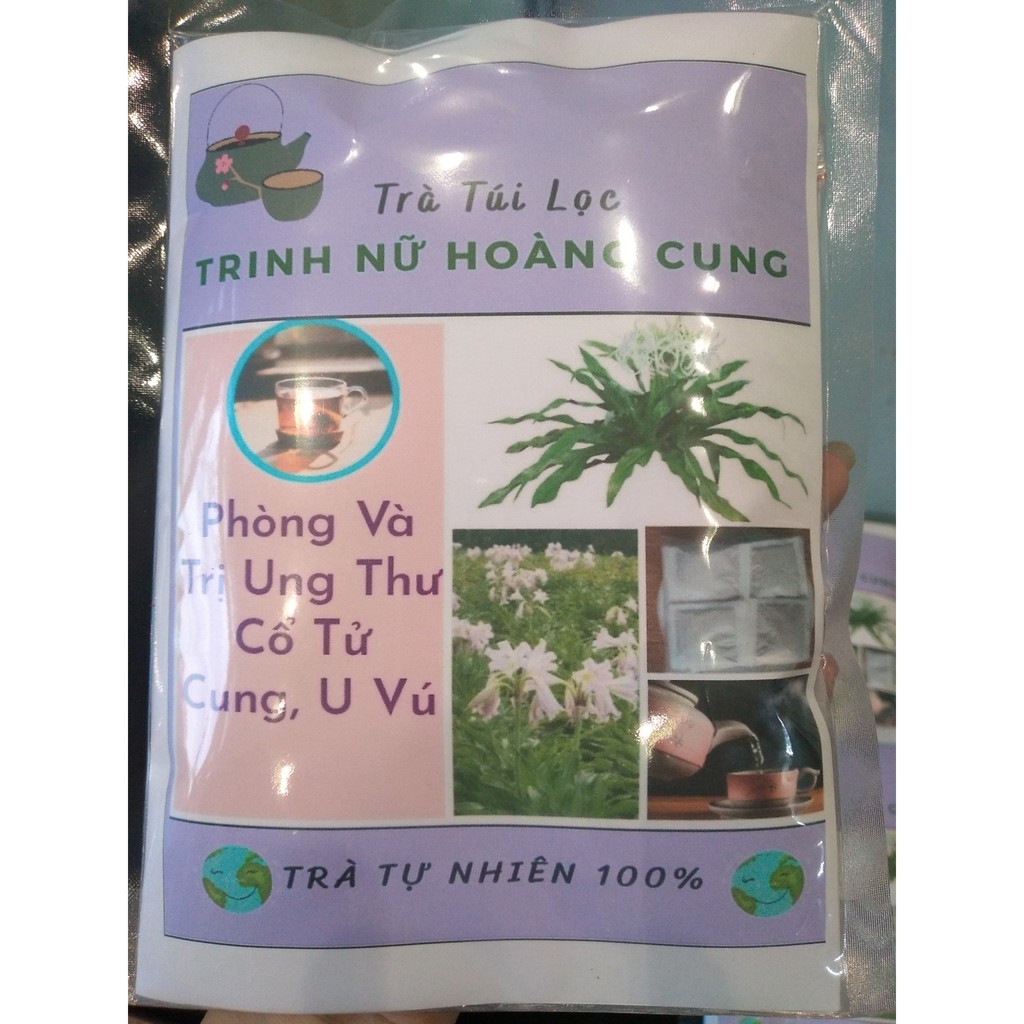 Trà Túi Lọc
TRINH NỮ HOÀNG CUNG
Phòng Và
Trị Ung Thư
Cổ Tử
Cung, U Vú
TRÀ TỰ NHIÊN 100%